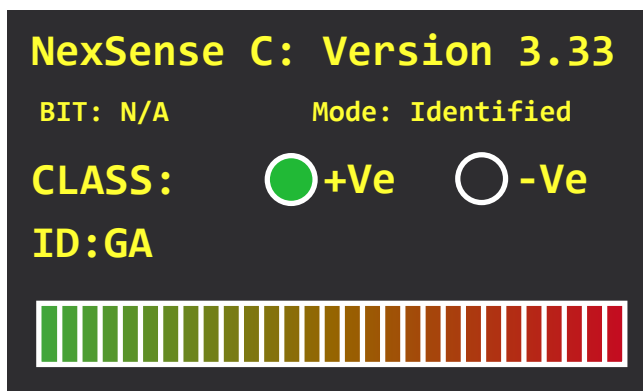 NexSense C: Version 3.33
BIT: N/A Mode: Identified
CLASS: +Ve -Ve
ID:GA